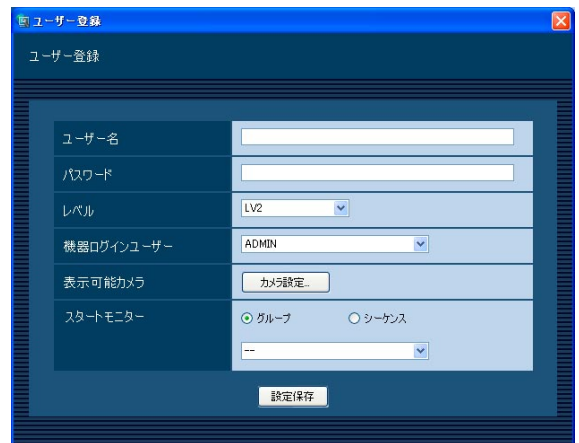 ユーザー登録
ユーザー登録
ユーザー名
パスワード
レベル
LV2
機器ログインユーザー
ADMIN
表示可能カメラ
カメラ設定...
スタートモニター
グループ
シーケンス
--
設定保存